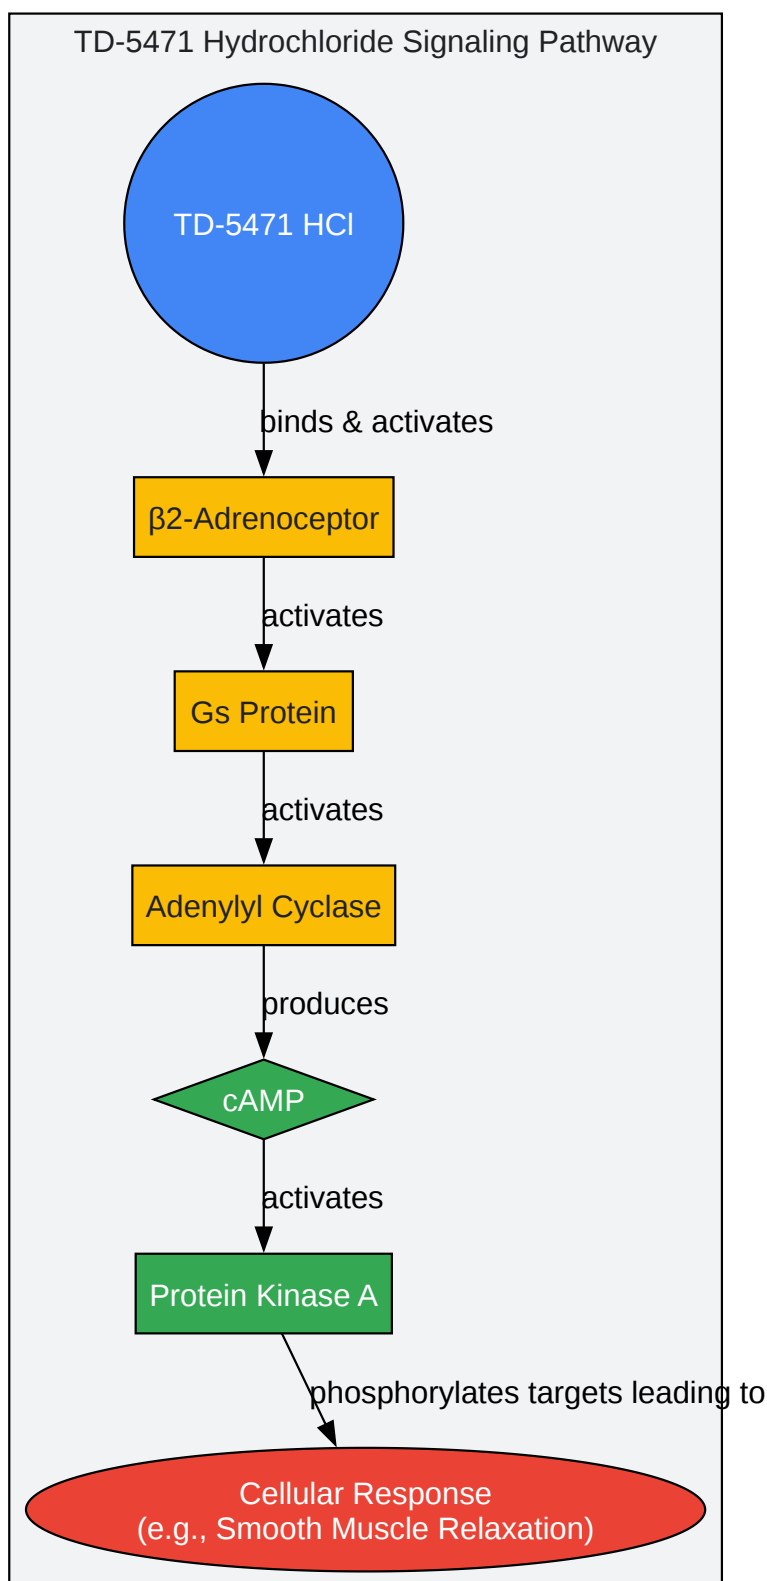 TD-5471 Hydrochloride Signaling Pathway
TD-5471 HCl
binds & activates
β2-Adrenoceptor
activates
Gs Protein
activates
Adenylyl Cyclase
produces
cAMP
activates
Protein Kinase A
phosphorylates targets leading to
Cellular Response
(e.g., Smooth Muscle Relaxation)